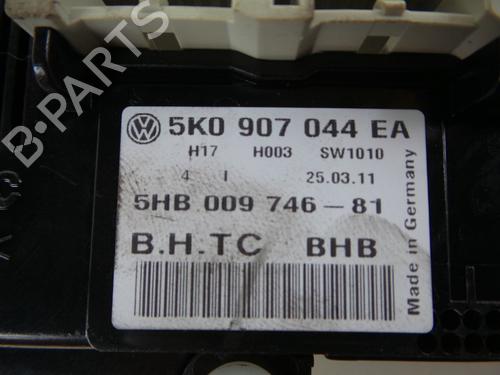 5K0 907 044 EA
H17 H003 SW1010
4 I 25.03.11
5HB 009 746-81
B.H.TC BHB
Made in Germany